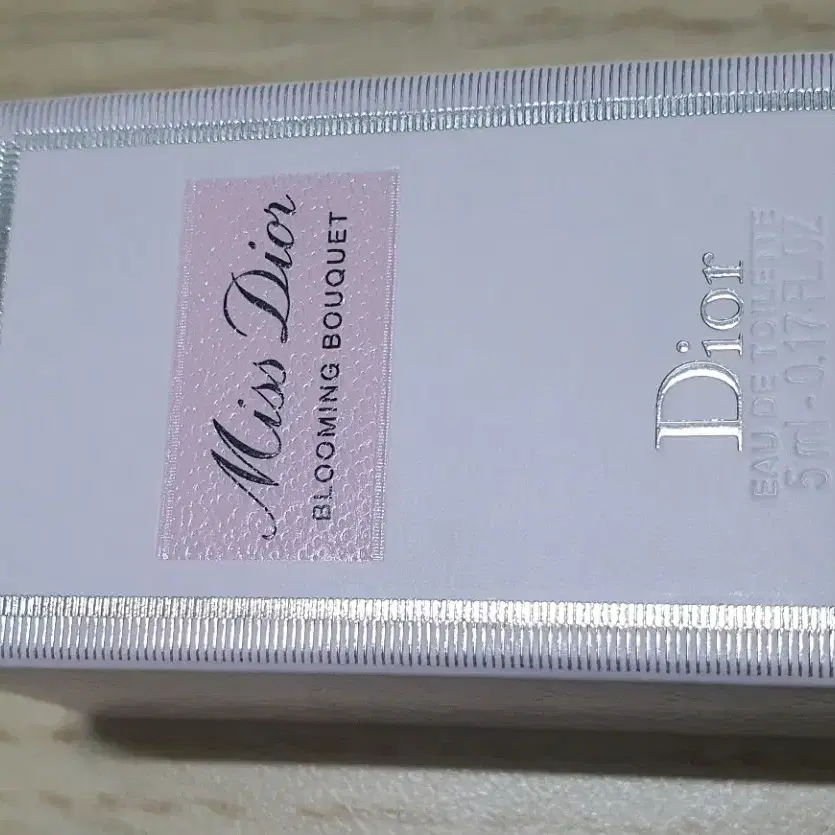 Miss Dior
BLOOMING BOUQUET
Dior
EAU DE TOILETTE
5 ml - 0.17 FL.OZ